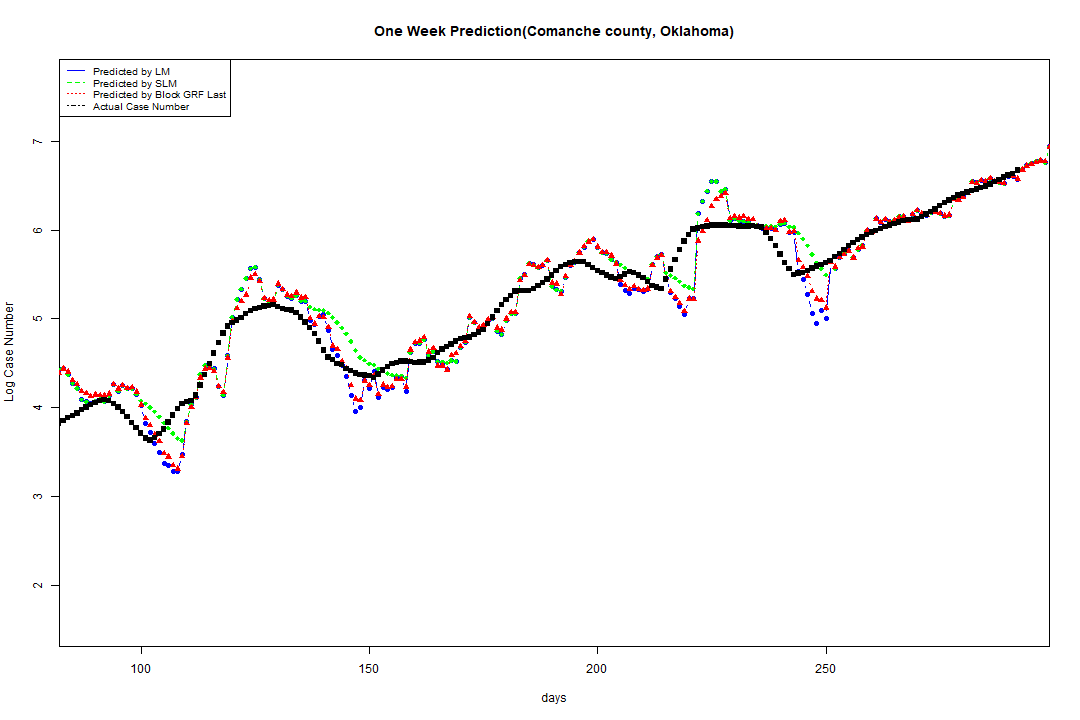 One Week Prediction(Comanche county, Oklahoma)
Predicted by LM
Predicted by SLM
Predicted by Block GRF Last
Actual Case Number
Log Case Number
7
6
5
4
3
2
100 150 200 250
days